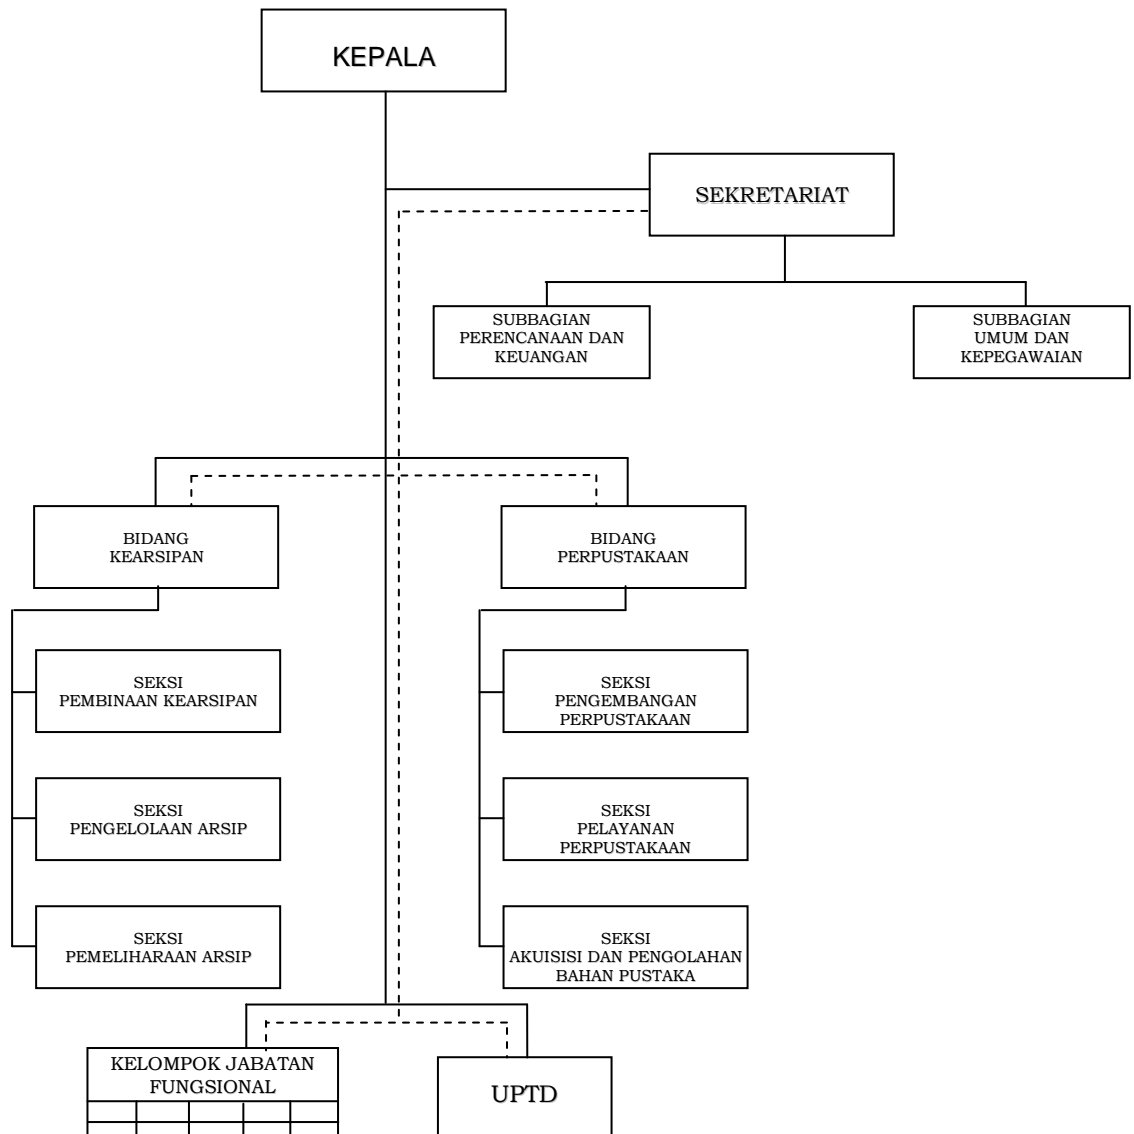 KEPALA
SEKRETARIAT
SUBBAGIAN
PERENCANAAN DAN
KEUANGAN
SUBBAGIAN
UMUM DAN
KEPEGAWAIAN
BIDANG
KEARSIPAN
BIDANG
PERPUSTAKAAN
SEKSI
PEMBINAAN KEARSIPAN
SEKSI
PENGEMBANGAN
PERPUSTAKAAN
SEKSI
PENGELOLAAN ARSIP
SEKSI
PELAYANAN
PERPUSTAKAAN
SEKSI
PEMELIHARAAN ARSIP
SEKSI
AKUISISI DAN PENGOLAHAN
BAHAN PUSTAKA
KELOMPOK JABATAN
FUNGSIONAL
UPTD